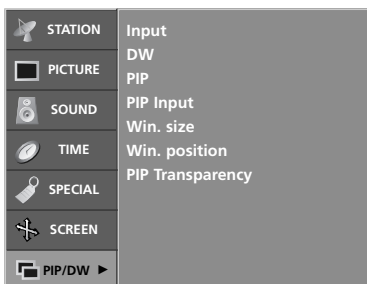 STATION
PICTURE
SOUND
TIME
SPECIAL
SCREEN
PIP/DW ►
Input
DW
PIP
PIP Input
Win. size
Win. position
PIP Transparency